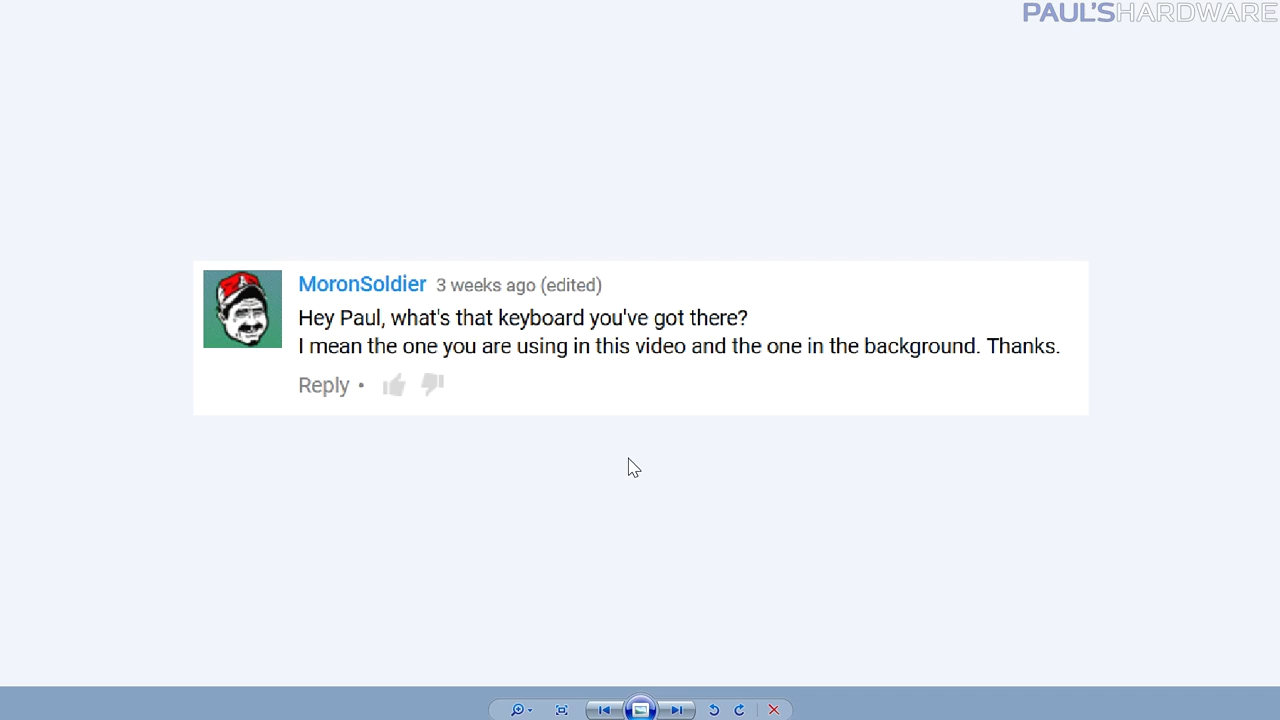 PAUL'SHARDWARE
MoronSoldier 3 weeks ago (edited)
Hey Paul, what's that keyboard you've got there?
I mean the one you are using in this video and the one in the background. Thanks.
Reply •